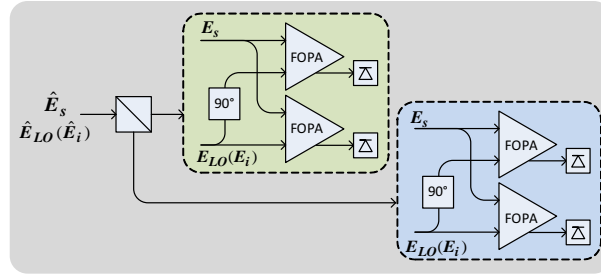 E_s
FOPA
90°
FOPA
E_LO(E_i)
Ê_s
Ê_LO(Ê_i)
E_s
FOPA
90°
FOPA
E_LO(E_i)